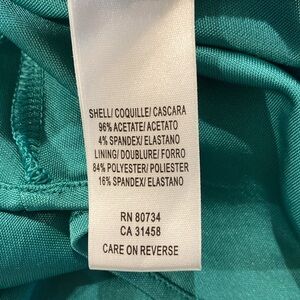 SHELL/ COQUILLE/ CASCARA
96% ACETATE/ ACETATO
4% SPANDEX/ ELASTANO
LINING/ DOUBLURE/ FORRO
84% POLYESTER/ POLIESTER
16% SPANDEX/ ELASTANO
RN 80734
CA 31458
CARE ON REVERSE